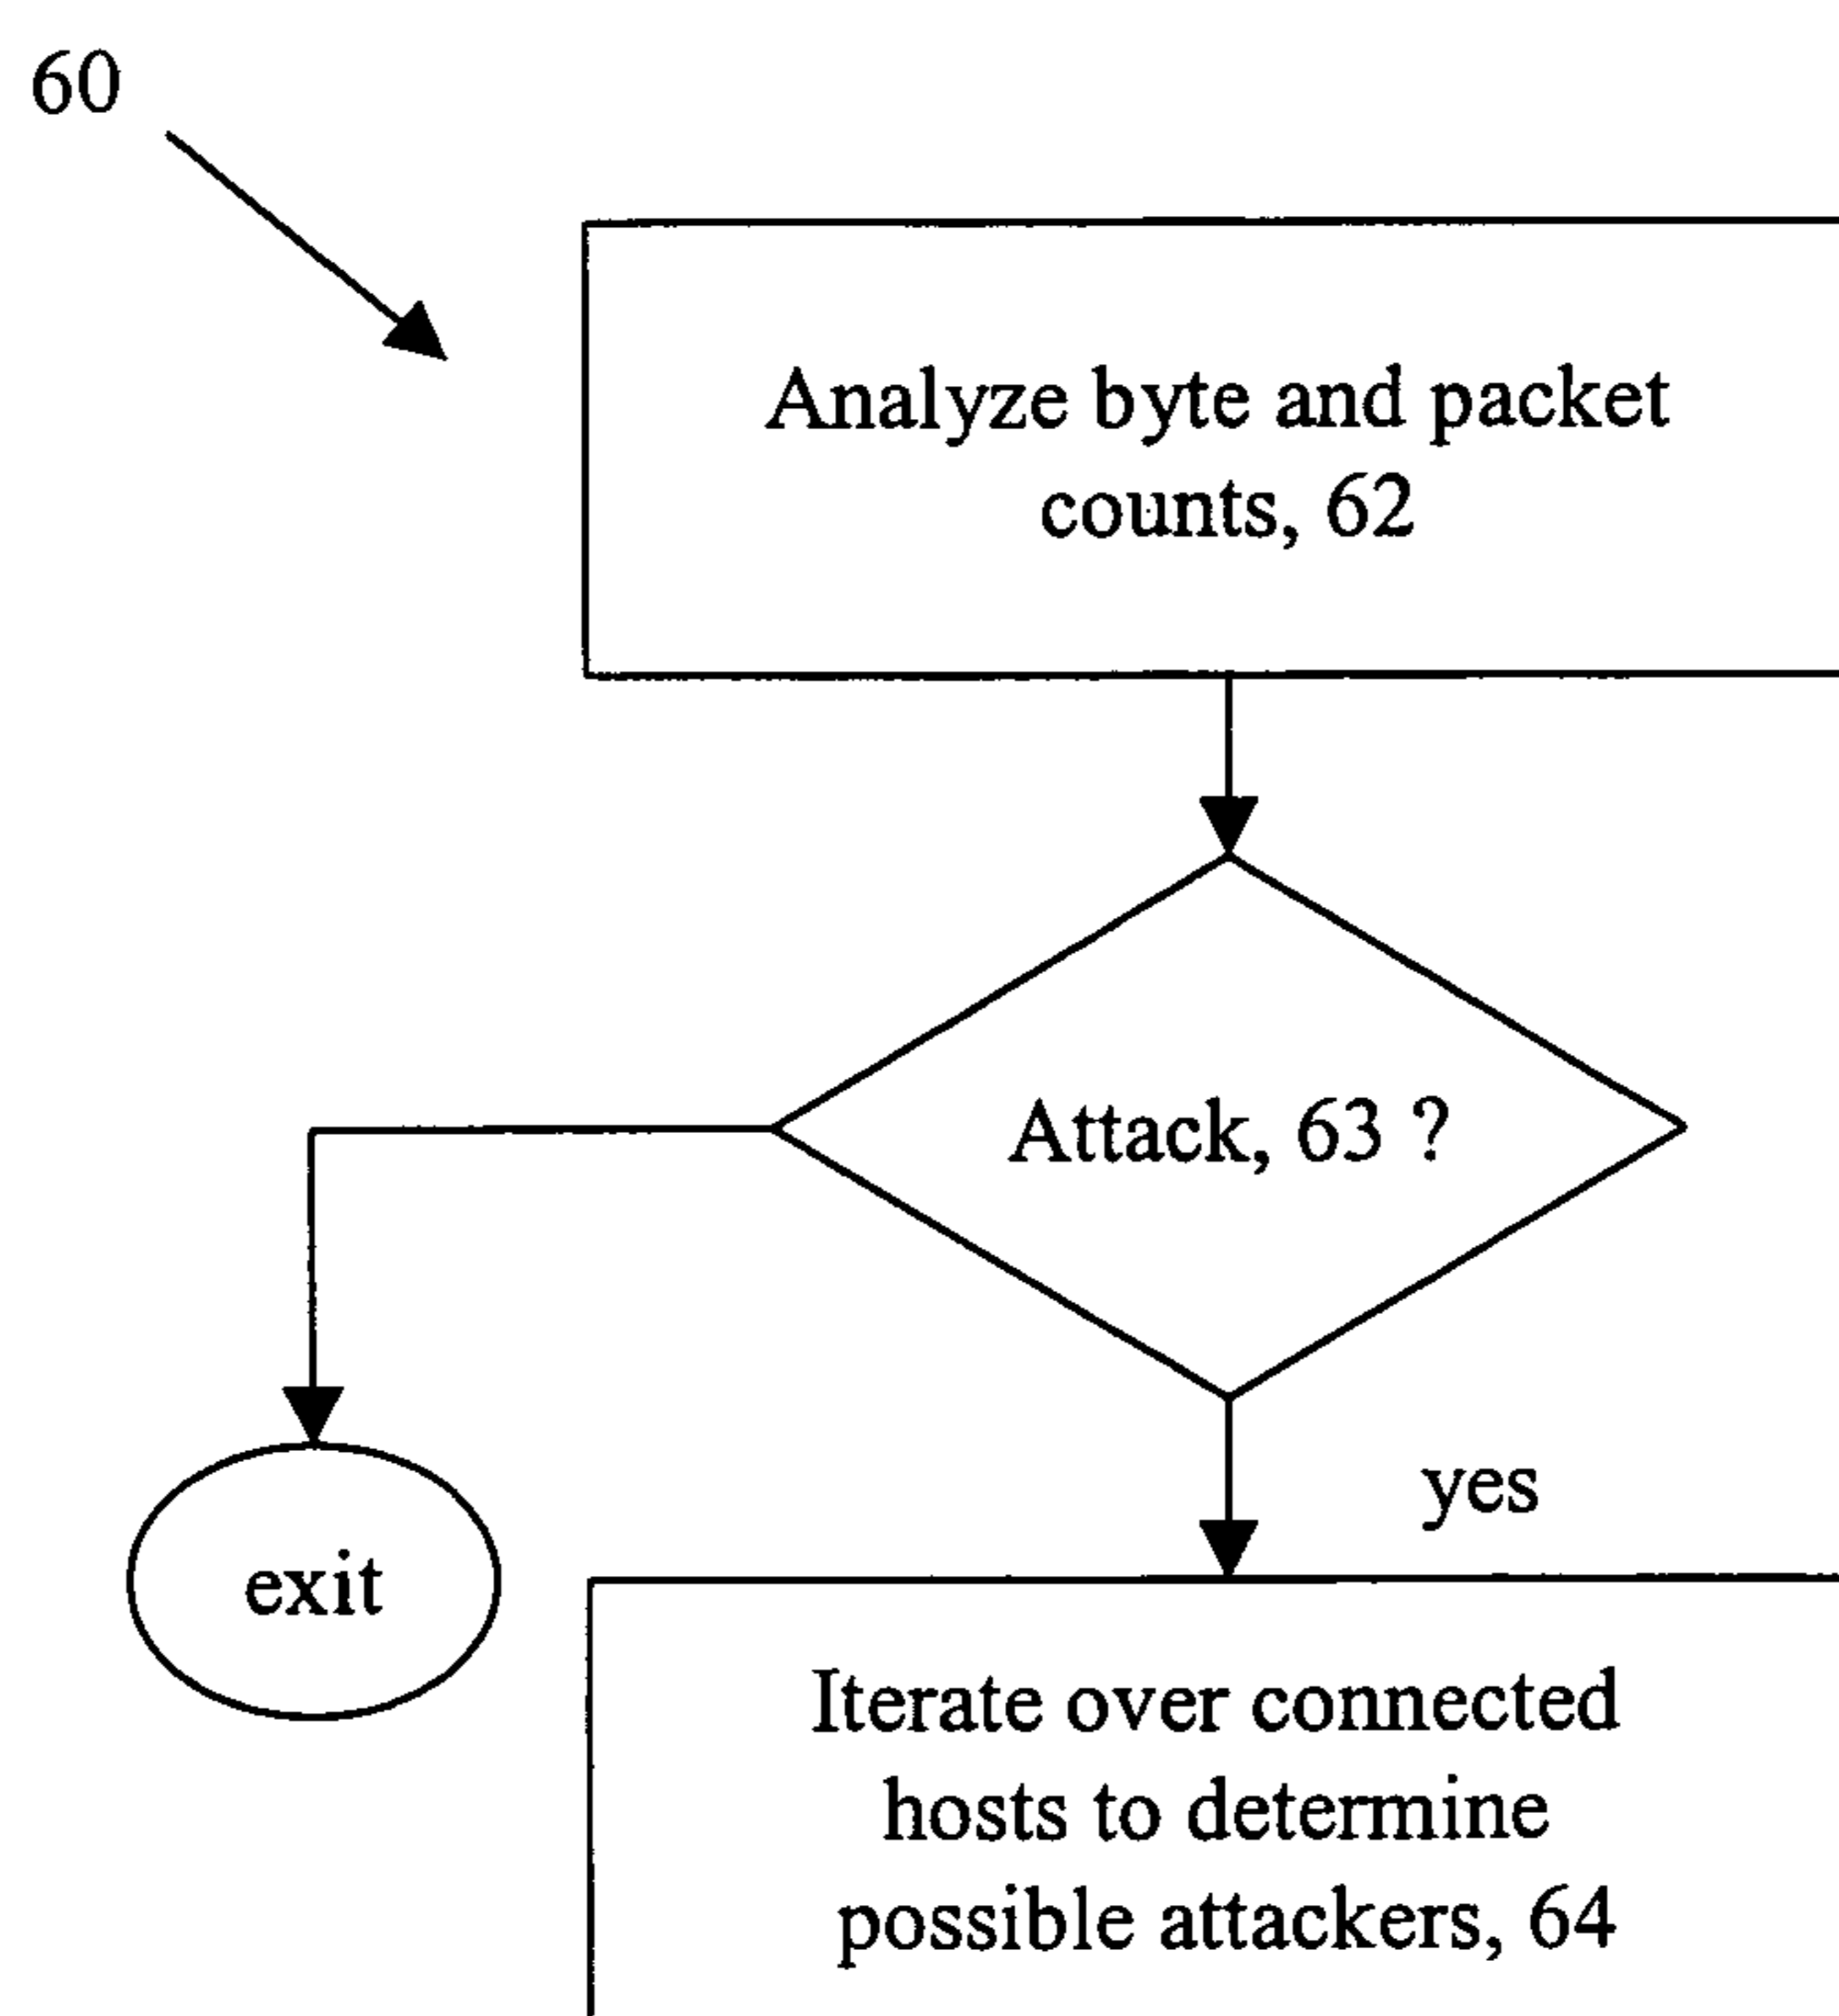 60
Analyze byte and packet
counts, 62
Attack, 63 ?
yes
exit
Iterate over connected
hosts to determine
possible attackers, 64